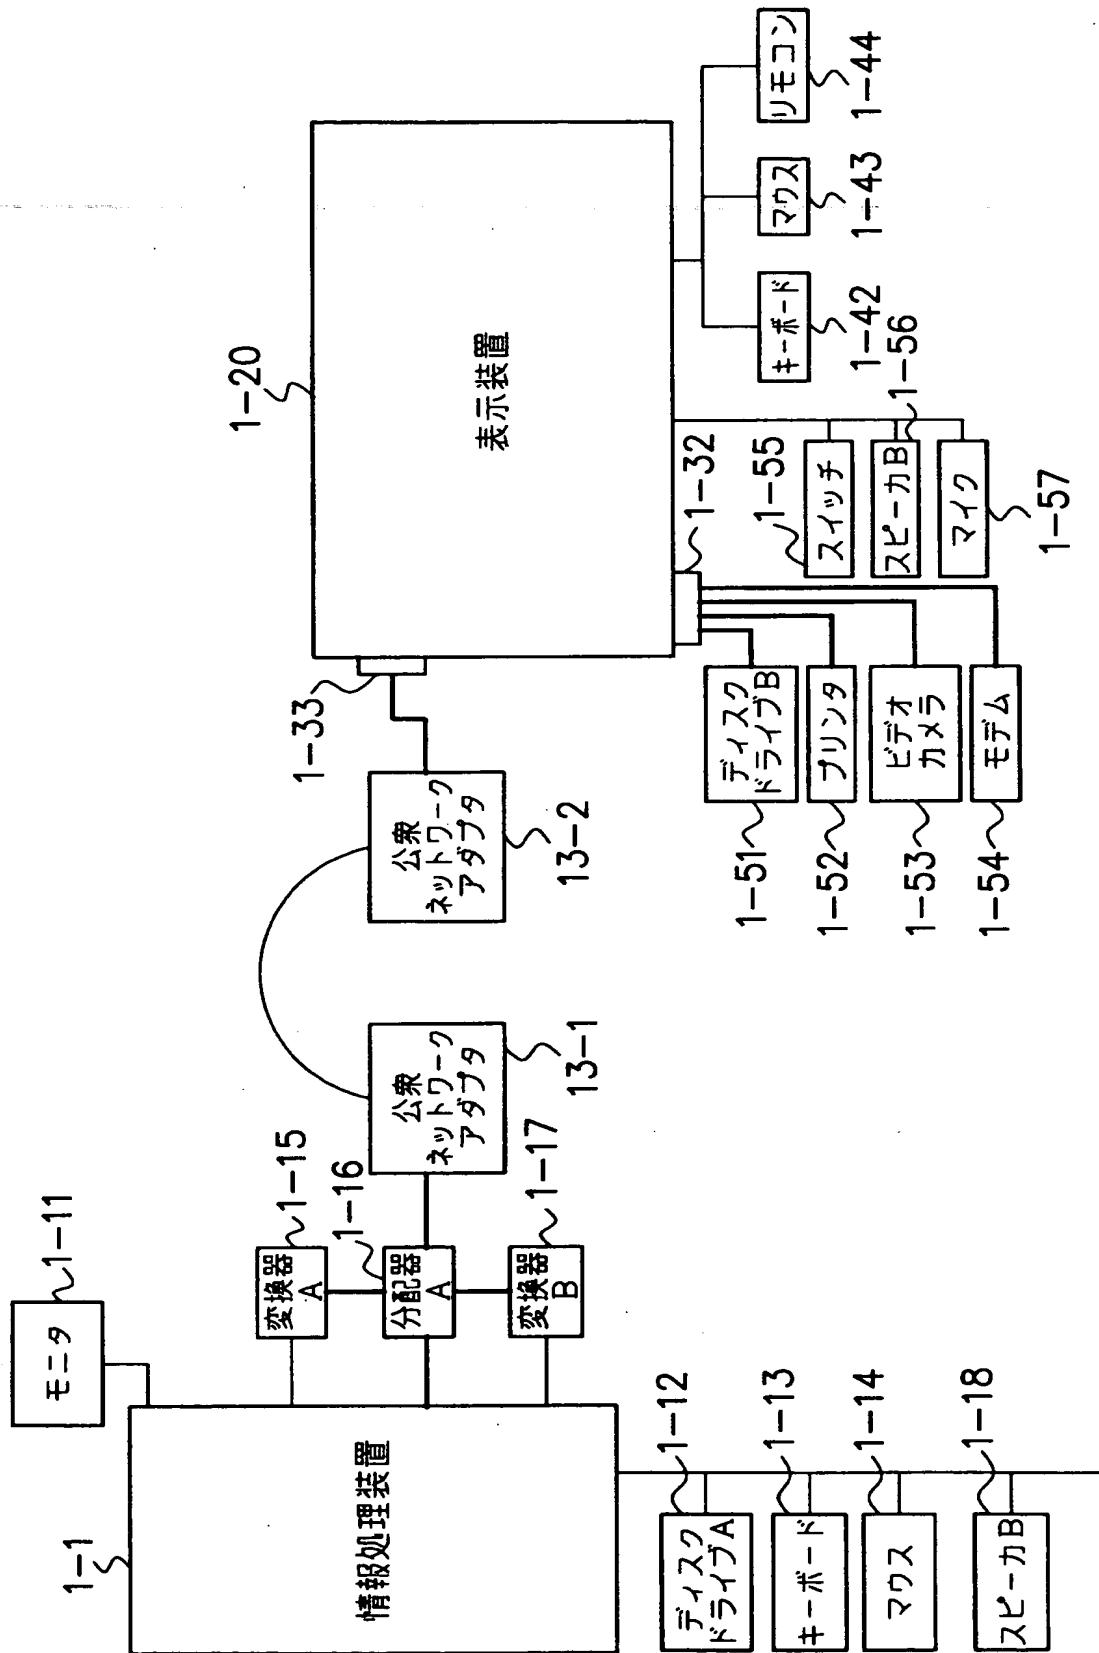 1-1
情報処理装置
モニタ
1-11
変換器
A
1-15
分配器
A
1-16
変換器
B
1-17
公衆
ネットワーク
アダプタ
13-1
公衆
ネットワーク
アダプタ
13-2
1-33
1-20
表示装置
1-32
ディスク
ドライブA
1-12
キーボード
1-13
マウス
1-14
スピーカB
1-18
ディスク
ドライブB
1-51
プリンタ
1-52
ビデオ
カメラ
1-53
モデム
1-54
1-55
スイッチ
スピーカB
1-56
マイク
1-57
キーボード
1-42
マウス
1-43
リモコン
1-44